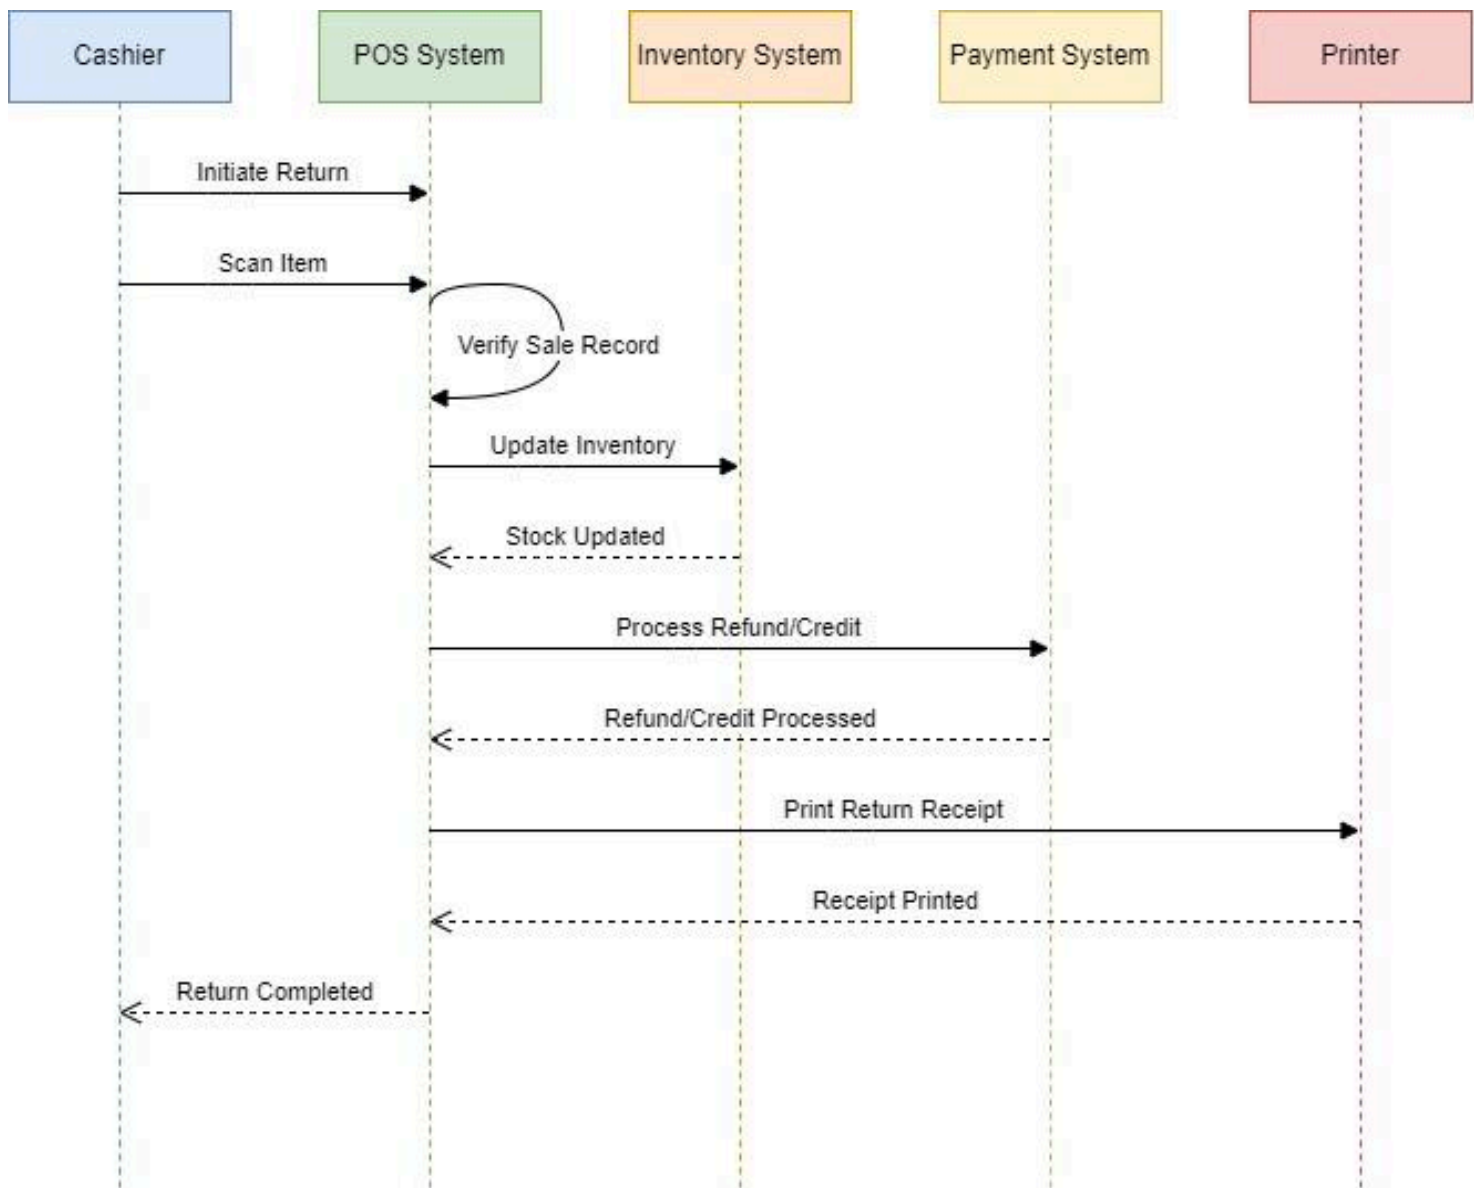 Cashier
POS System
Inventory System
Payment System
Printer
Initiate Return
Scan Item
Verify Sale Record
Update Inventory
Stock Updated
Process Refund/Credit
Refund/Credit Processed
Print Return Receipt
Receipt Printed
Return Completed